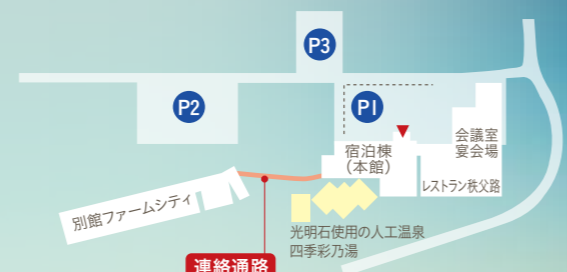 P3
P2
P1
会議室
宴会場
宿泊棟
(本館)
レストラン秩父路
別館ファームシティ
光明石使用の人工温泉
四季彩乃湯
連絡通路